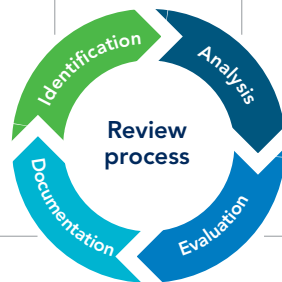 Identification
Analysis
Review
process
Documentation
Evaluation